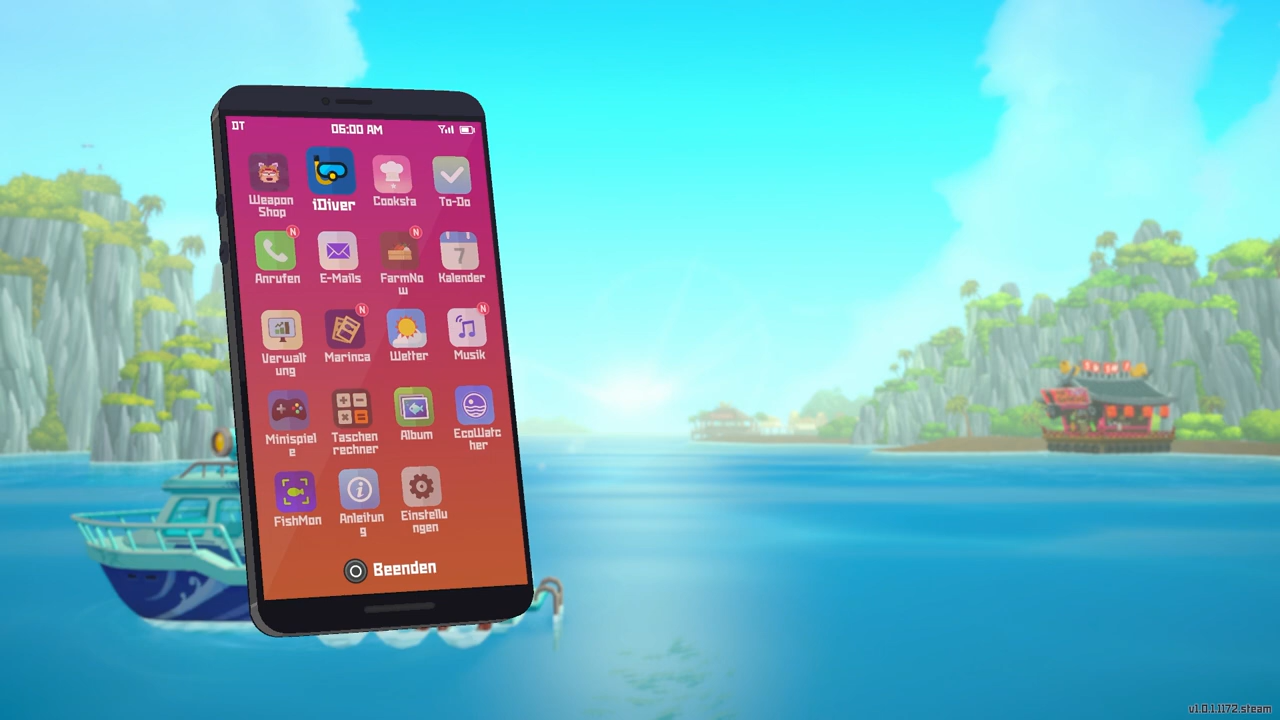 DT
06:00 AM
Weapon
Shop
iDiver
Cooksta
To-Do
N
Anrufen
E-Mails
N
FarmNo
w
7
Kalender
Verwalt
ung
N
Marinca
Wetter
N
Musik
Minispiel
e
Taschen
rechner
Album
EcoWatc
her
FishMon
Anleitun
g
Einstellu
ngen
Beenden
v1.0.1.1172.steam